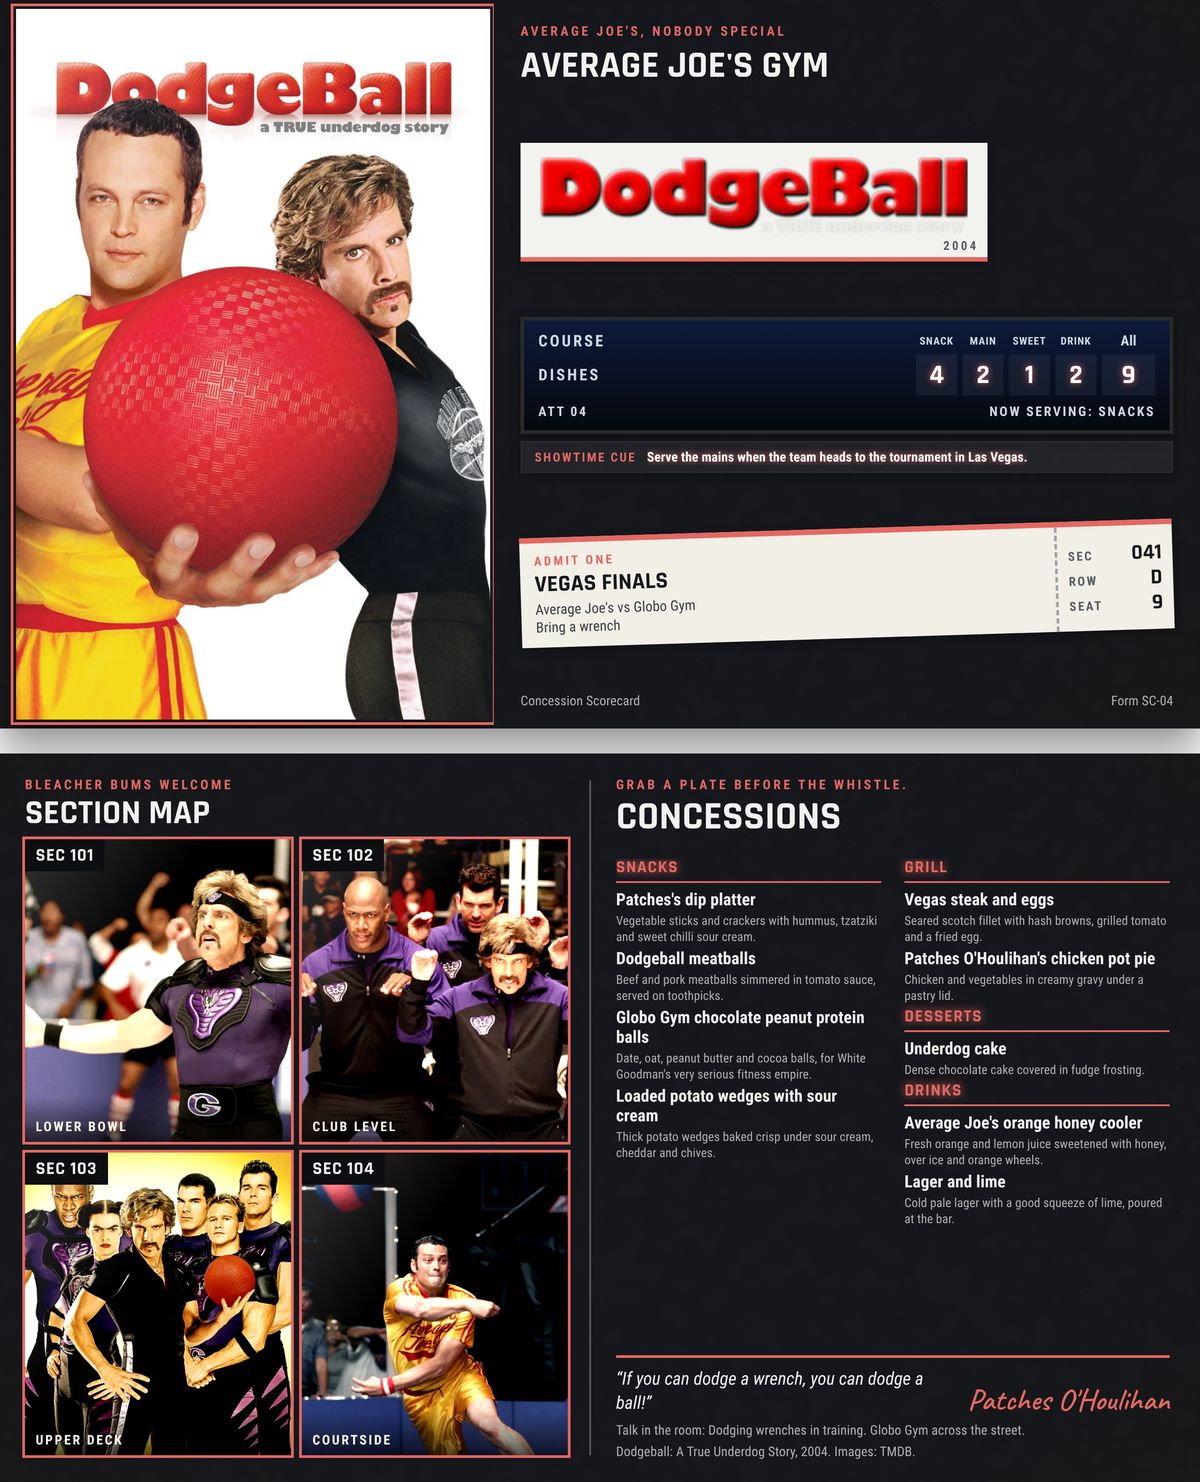 DodgeBall
a TRUE underdog story
AVERAGE JOE'S, NOBODY SPECIAL
AVERAGE JOE'S GYM
DodgeBall
a TRUE underdog story
2004
COURSE SNACK MAIN SWEET DRINK All
DISHES 4 2 1 2 9
ATT 04 NOW SERVING: SNACKS
SHOWTIME CUE Serve the mains when the team heads to the tournament in Las Vegas.
ADMIT ONE
VEGAS FINALS
Average Joe's vs Globo Gym
Bring a wrench
SEC 041
ROW D
SEAT 9
Concession Scorecard Form SC-04
BLEACHER BUMS WELCOME
SECTION MAP
SEC 101
LOWER BOWL
SEC 102
CLUB LEVEL
SEC 103
UPPER DECK
SEC 104
Average
Joe's
COURTSIDE
GRAB A PLATE BEFORE THE WHISTLE.
CONCESSIONS
SNACKS
Patches's dip platter
Vegetable sticks and crackers with hummus, tzatziki
and sweet chilli sour cream.
Dodgeball meatballs
Beef and pork meatballs simmered in tomato sauce,
served on toothpicks.
Globo Gym chocolate peanut protein
balls
Date, oat, peanut butter and cocoa balls, for White
Goodman's very serious fitness empire.
Loaded potato wedges with sour
cream
Thick potato wedges baked crisp under sour cream,
cheddar and chives.
GRILL
Vegas steak and eggs
Seared scotch fillet with hash browns, grilled tomato
and a fried egg.
Patches O'Houlihan's chicken pot pie
Chicken and vegetables in creamy gravy under a
pastry lid.
DESSERTS
Underdog cake
Dense chocolate cake covered in fudge frosting.
DRINKS
Average Joe's orange honey cooler
Fresh orange and lemon juice sweetened with honey,
over ice and orange wheels.
Lager and lime
Cold pale lager with a good squeeze of lime, poured
at the bar.
“If you can dodge a wrench, you can dodge a
ball!”
Patches O'Houlihan
Talk in the room: Dodging wrenches in training. Globo Gym across the street.
Dodgeball: A True Underdog Story, 2004. Images: TMDB.